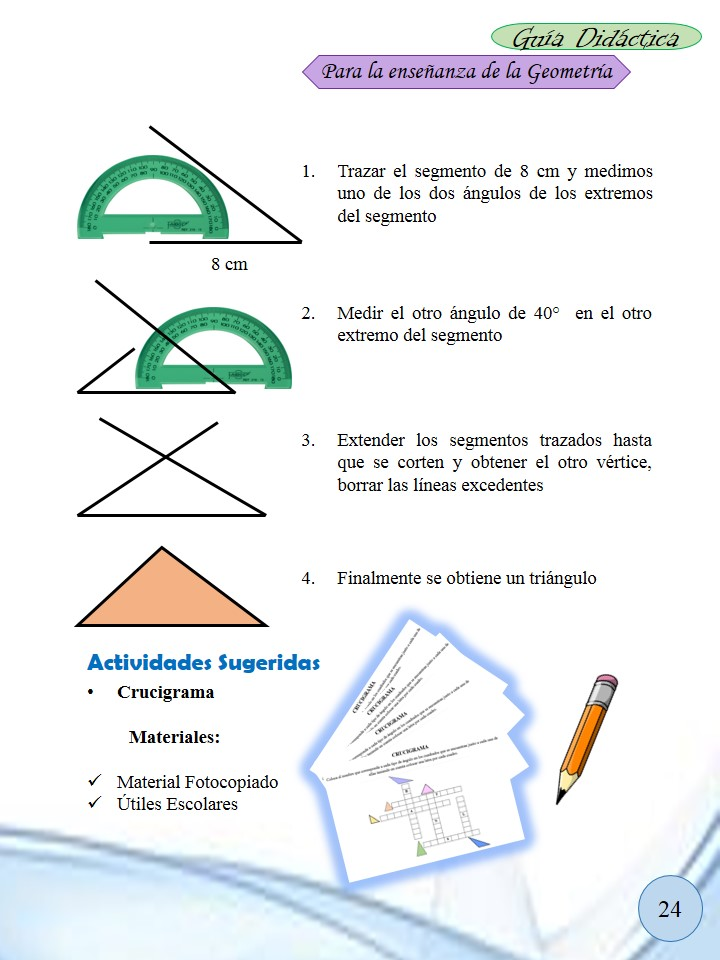 Guía Didáctica
Para la enseñanza de la Geometría
1. Trazar el segmento de 8 cm y medimos
uno de los dos ángulos de los extremos
del segmento
8 cm
2. Medir el otro ángulo de 40° en el otro
extremo del segmento
3. Extender los segmentos trazados hasta
que se corten y obtener el otro vértice,
borrar las líneas excedentes
4. Finalmente se obtiene un triángulo
Actividades Sugeridas
• Crucigrama
Materiales:
✓ Material Fotocopiado
✓ Útiles Escolares
CRUCIGRAMA
CRUCIGRAMA
CRUCIGRAMA
CRUCIGRAMA
24